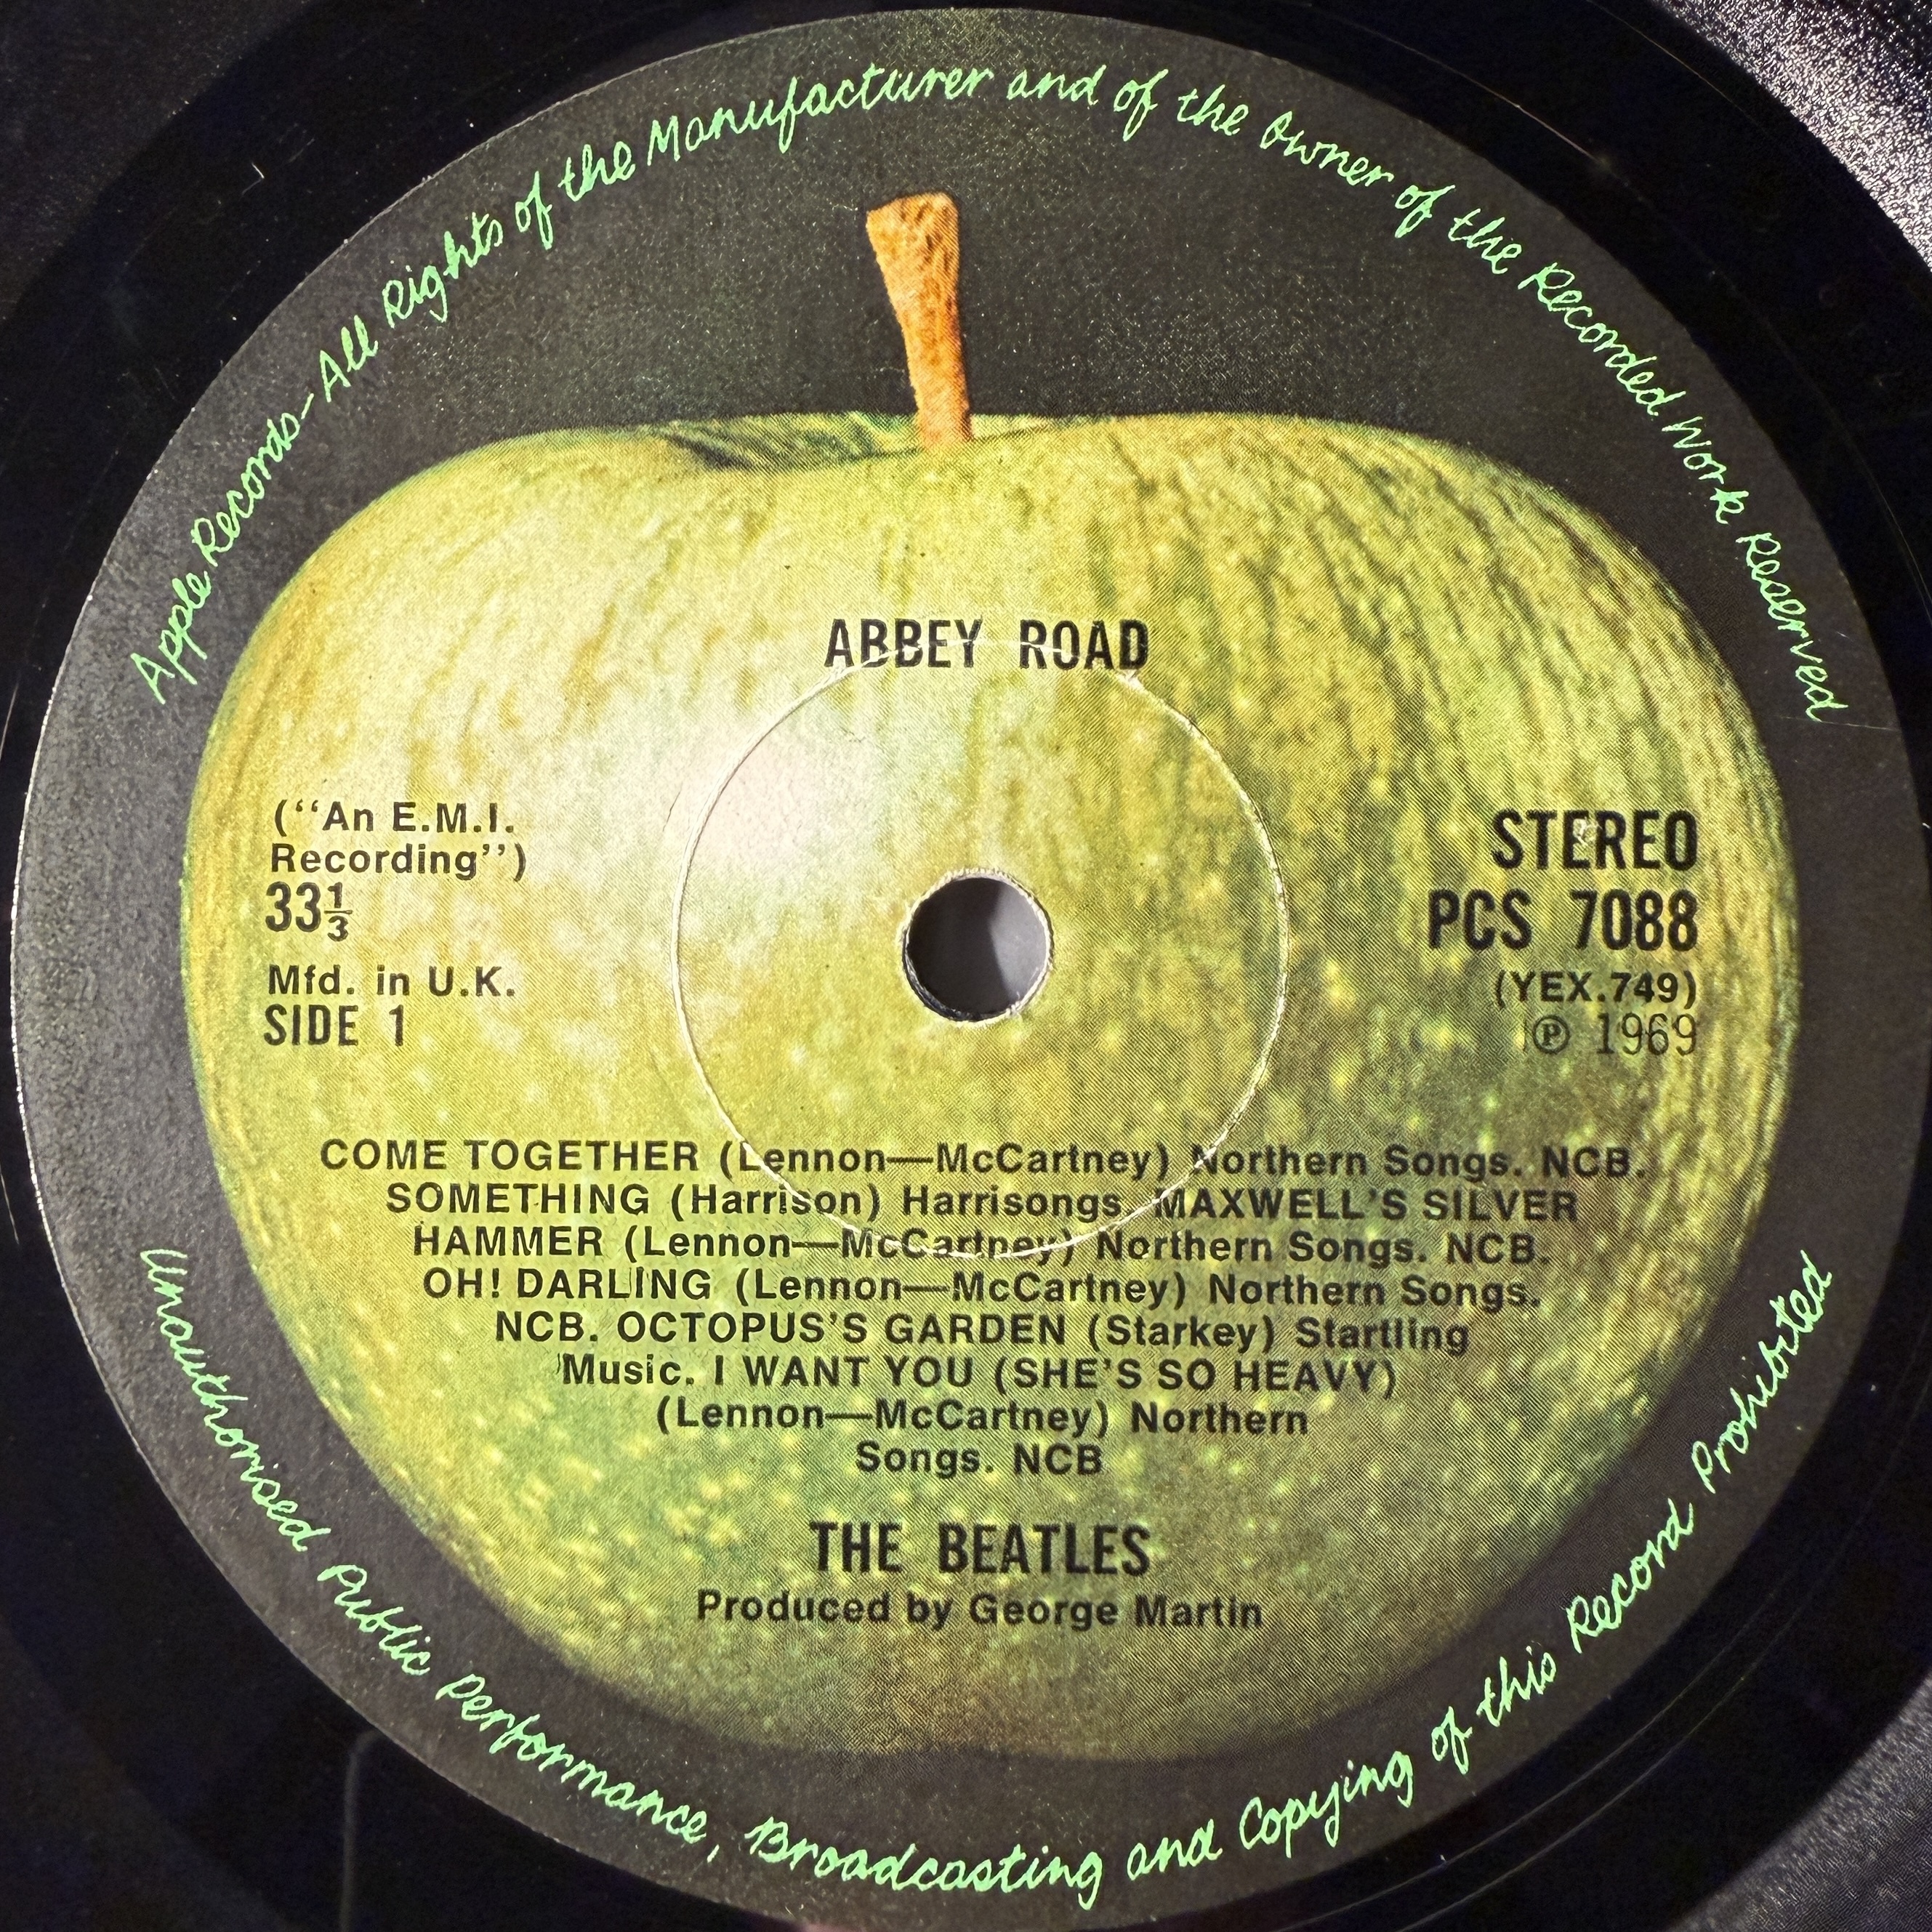 Apple Records—All Rights of the Manufacturer and of the Owner of the Recorded Work Reserved
ABBEY ROAD
(“An E.M.I.
Recording”)
33⅓
Mfd. in U.K.
SIDE 1
STEREO
PCS 7088
(YEX.749)
℗ 1969
COME TOGETHER (Lennon—McCartney) Northern Songs. NCB.
SOMETHING (Harrison) Harrisongs. MAXWELL’S SILVER
HAMMER (Lennon—McCartney) Northern Songs. NCB.
OH! DARLING (Lennon—McCartney) Northern Songs.
NCB. OCTOPUS’S GARDEN (Starkey) Startling
Music. I WANT YOU (SHE’S SO HEAVY)
(Lennon—McCartney) Northern
Songs. NCB
THE BEATLES
Produced by George Martin
Unauthorised Public Performance, Broadcasting and Copying of this Record Prohibited